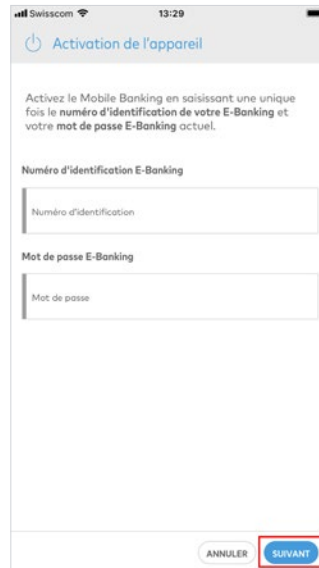 Swisscom 13:29
Activation de l'appareil
Activez le Mobile Banking en saisissant une unique
fois le numéro d'identification de votre E-Banking et
votre mot de passe E-Banking actuel.
Numéro d'identification E-Banking
Numéro d'identification
Mot de passe E-Banking
Mot de passe
ANNULER SUIVANT